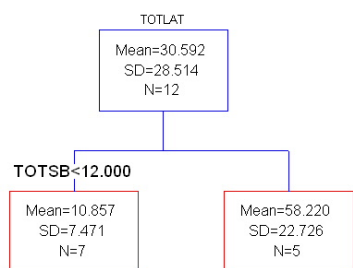 TOTLAT
Mean=30.592
SD=28.514
N=12
TOTSB<12.000
Mean=10.857
SD=7.471
N=7
Mean=58.220
SD=22.726
N=5